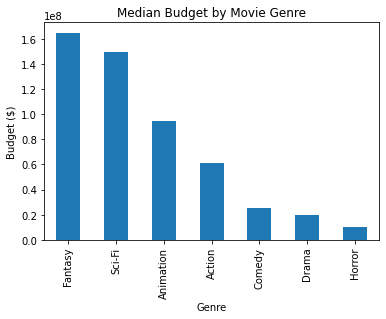 Median Budget by Movie Genre
1e8
1.6
1.4
1.2
1.0
0.8
0.6
0.4
0.2
0.0
Budget ($)
Fantasy
Sci-Fi
Animation
Action
Comedy
Drama
Horror
Genre